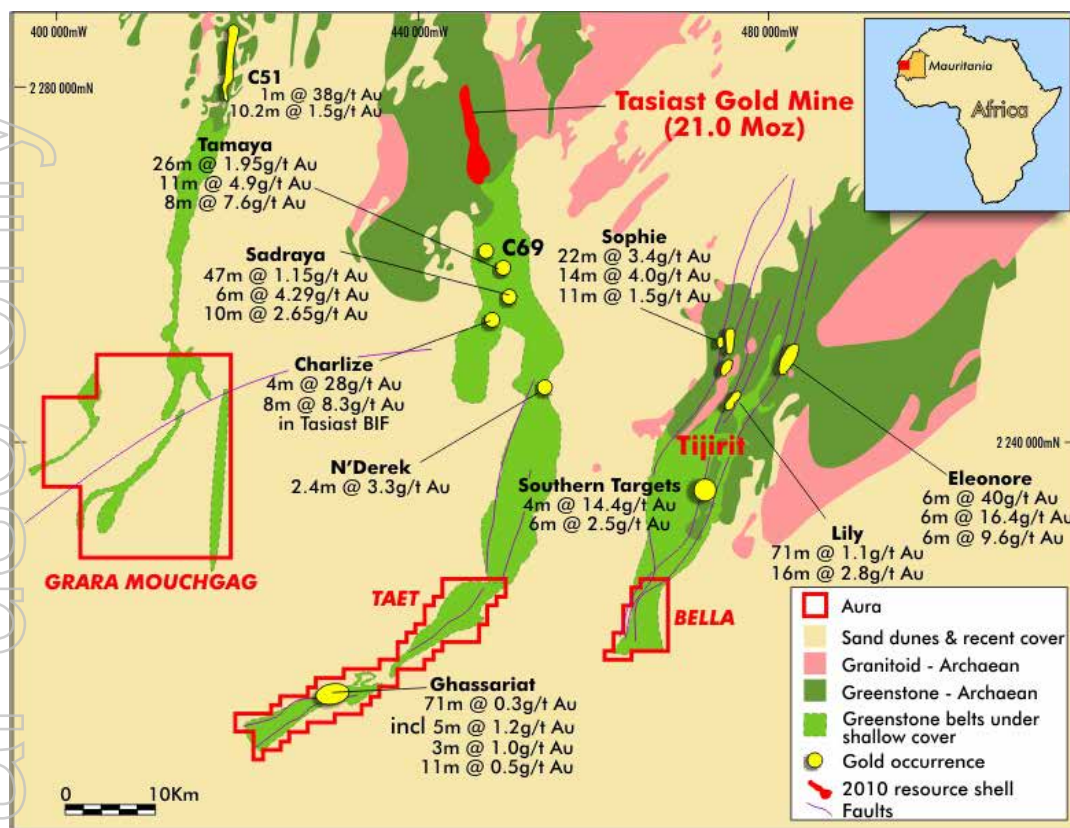 400 000mW
440 000mW
480 000mW
2 280 000mN
C51
1m @ 38g/t Au
10.2m @ 1.5g/t Au
Tasiast Gold Mine
(21.0 Moz)
Mauritania
Africa
Tamaya
26m @ 1.95g/t Au
11m @ 4.9g/t Au
8m @ 7.6g/t Au
C69
Sadraya
47m @ 1.15g/t Au
6m @ 4.29g/t Au
10m @ 2.65g/t Au
Sophie
22m @ 3.4g/t Au
14m @ 4.0g/t Au
11m @ 1.5g/t Au
Charlize
4m @ 28g/t Au
8m @ 8.3g/t Au
in Tasiast BIF
N'Derek
2.4m @ 3.3g/t Au
Tijirit
2 240 000mN
Southern Targets
4m @ 14.4g/t Au
6m @ 2.5g/t Au
Eleonore
6m @ 40g/t Au
6m @ 16.4g/t Au
6m @ 9.6g/t Au
Lily
71m @ 1.1g/t Au
16m @ 2.8g/t Au
GRARA MOUCHGAG
TAET
BELLA
Ghassariat
71m @ 0.3g/t Au
incl 5m @ 1.2g/t Au
3m @ 1.0g/t Au
11m @ 0.5g/t Au
0 10Km
Aura
Sand dunes & recent cover
Granitoid - Archaean
Greenstone - Archaean
Greenstone belts under
shallow cover
Gold occurrence
2010 resource shell
Faults